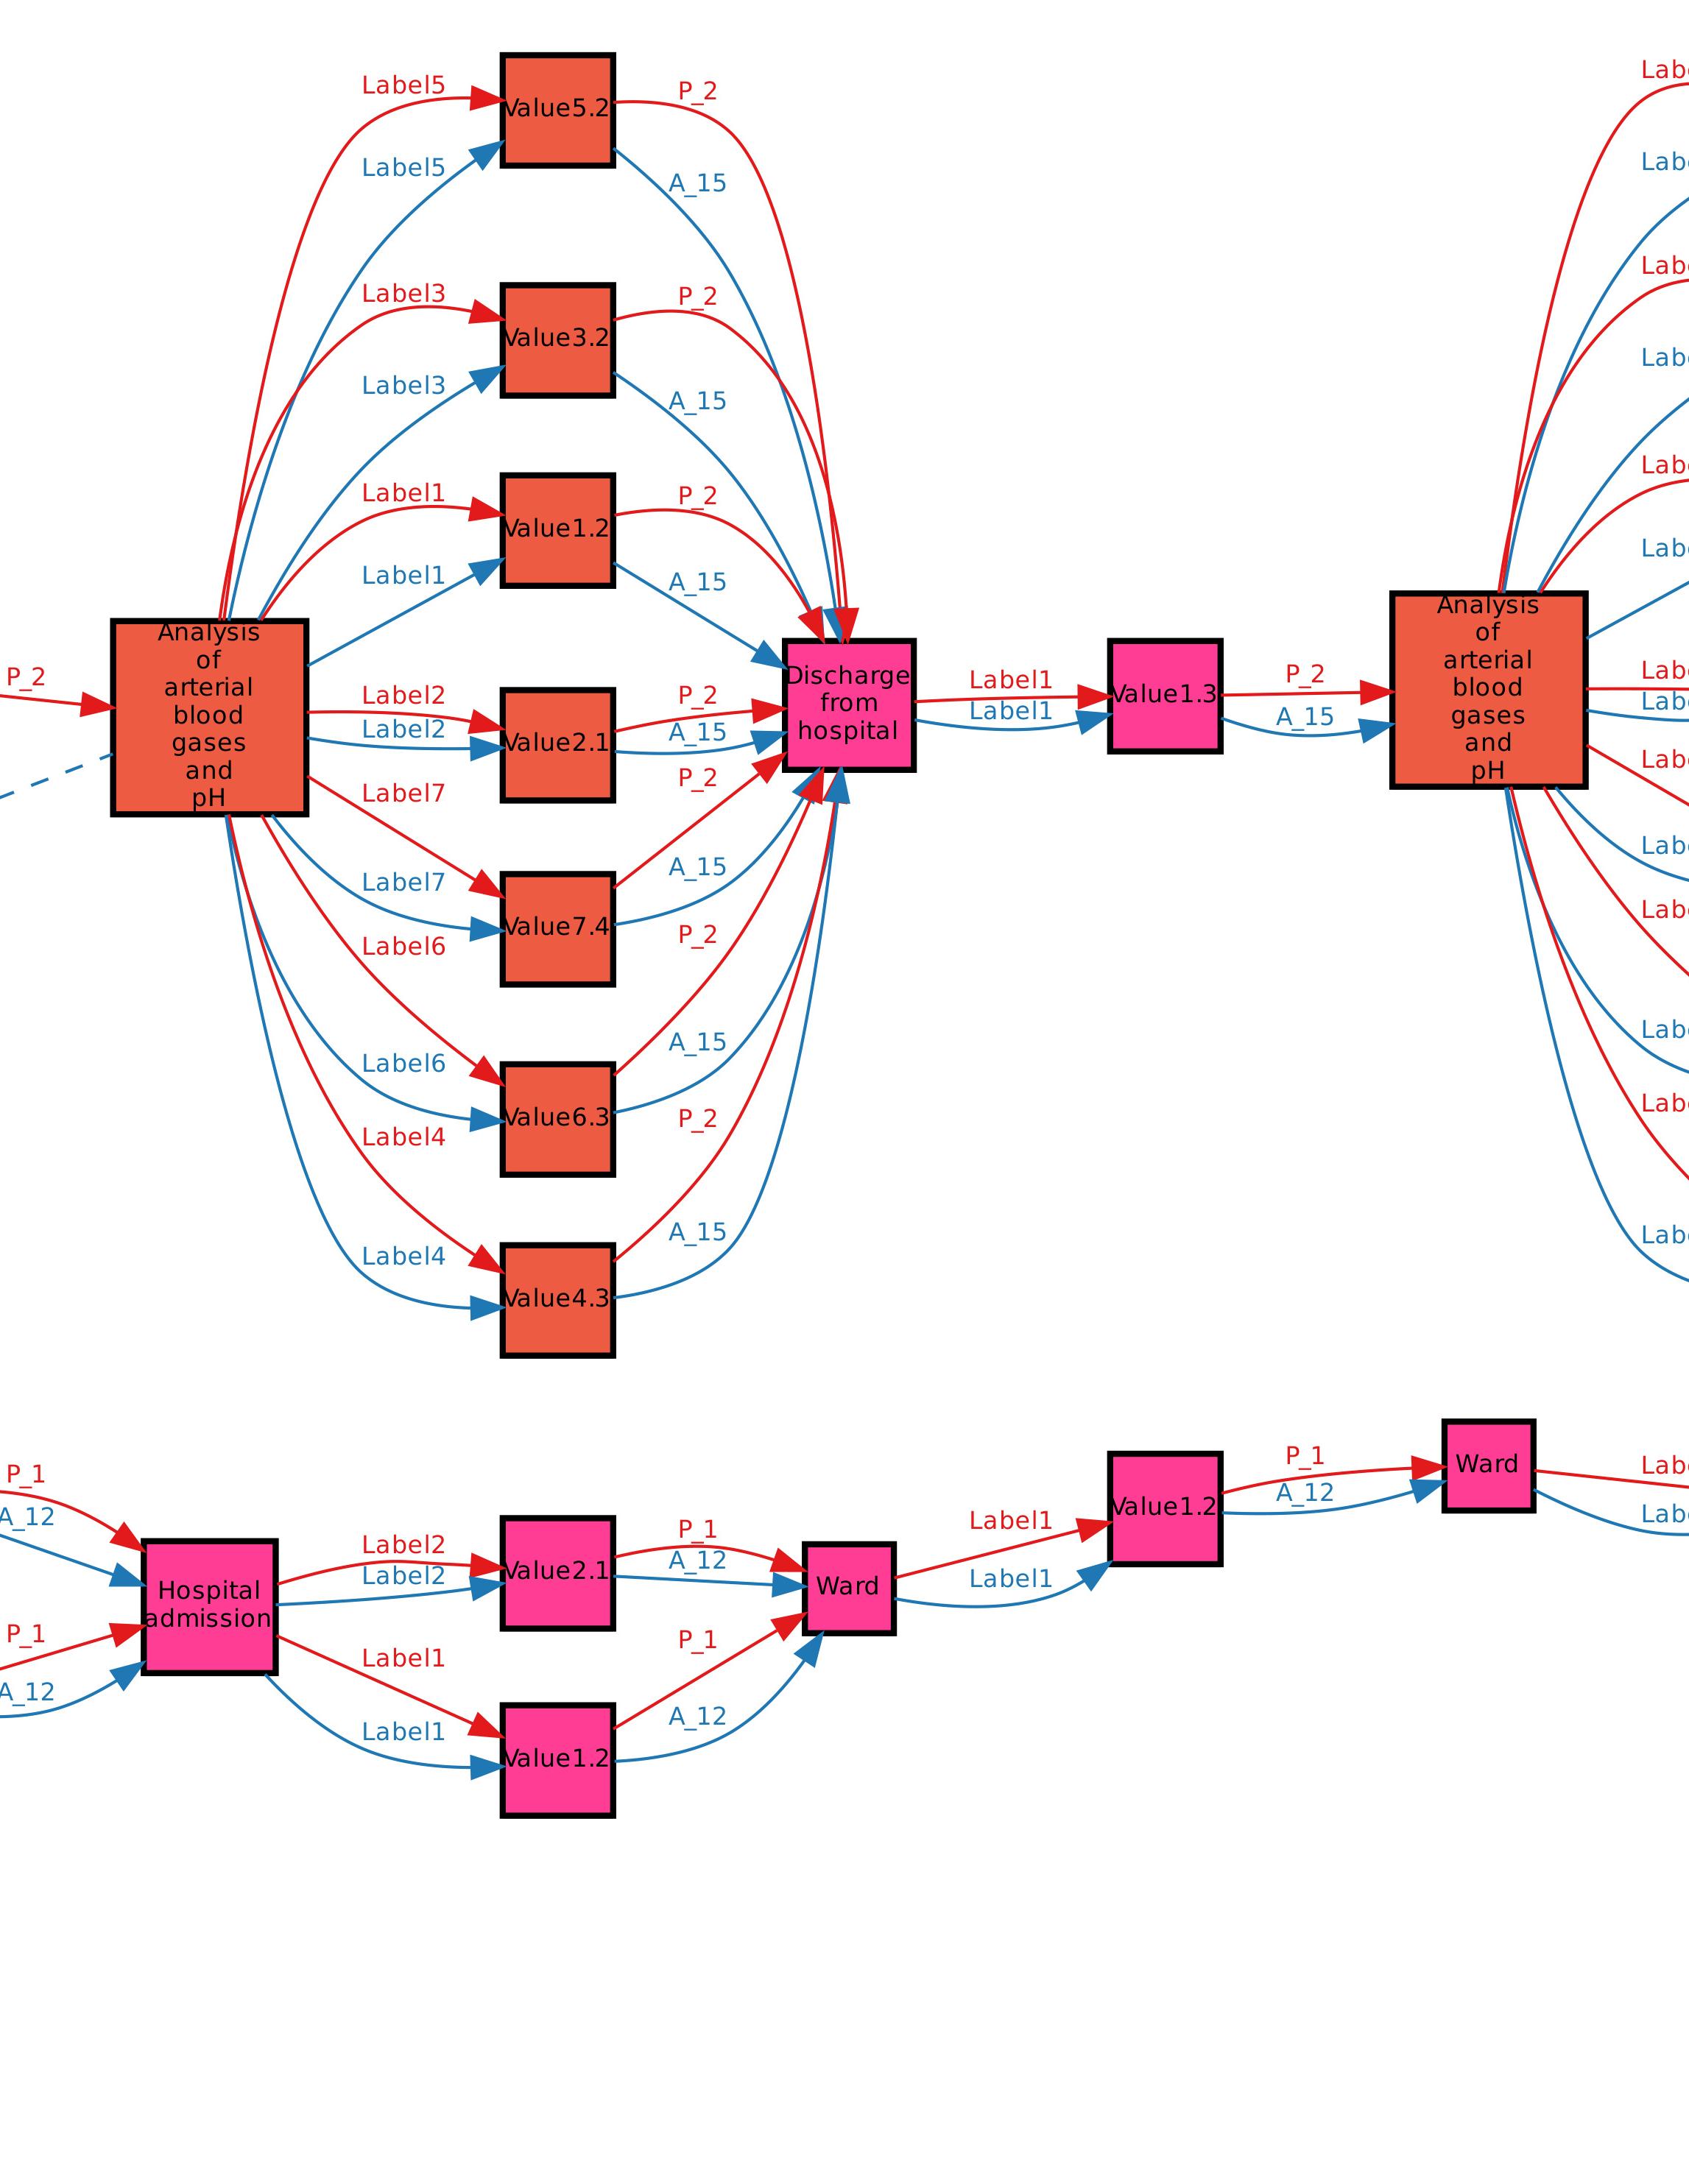 Label5
Value5.2
P_2
Label5
A_15
Label3
Value3.2
P_2
Label3
A_15
Label1
Value1.2
P_2
Label1
A_15
P_2
Analysis
of
arterial
blood
gases
and
pH
Label2
Label2
Value2.1
P_2
A_15
Label7
Label7
Value7.4
P_2
A_15
Label6
Label6
Value6.3
P_2
A_15
Label4
Label4
Value4.3
P_2
A_15
Discharge
from
hospital
Label1
Label1
Value1.3
P_2
A_15
Analysis
of
arterial
blood
gases
and
pH
Labe
Labe
Labe
Labe
Labe
Labe
Labe
Labe
Labe
Labe
Labe
Labe
Labe
Labe
P_1
A_12
P_1
A_12
Hospital
admission
Label2
Label2
Value2.1
P_1
A_12
Label1
Label1
Value1.2
P_1
A_12
Ward
Label1
Label1
Value1.2
P_1
A_12
Ward
Labe
Labe